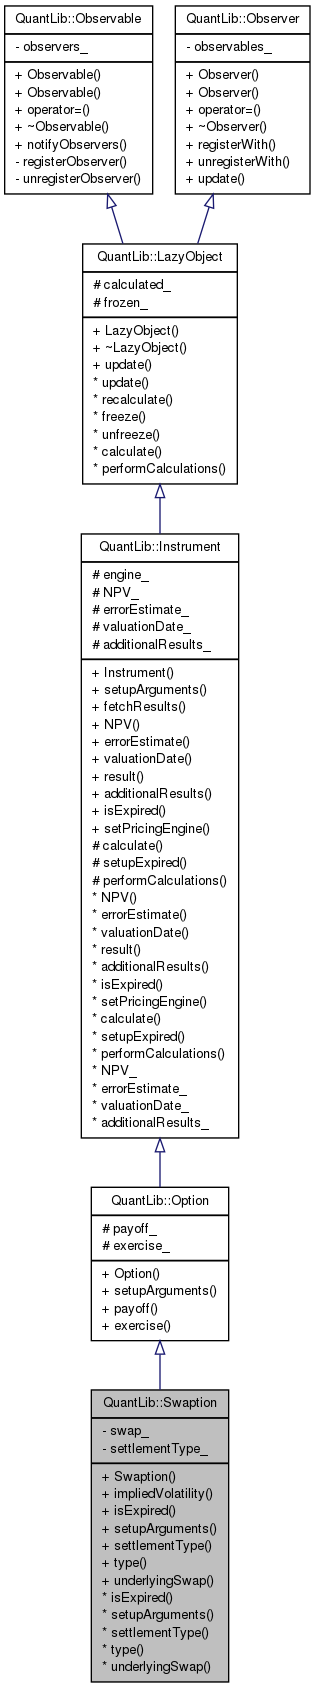 QuantLib::Observable
- observers_
+ Observable()
+ Observable()
+ operator=()
+ ~Observable()
+ notifyObservers()
- registerObserver()
- unregisterObserver()
QuantLib::Observer
- observables_
+ Observer()
+ Observer()
+ operator=()
+ ~Observer()
+ registerWith()
+ unregisterWith()
+ update()
QuantLib::LazyObject
# calculated_
# frozen_
+ LazyObject()
+ ~LazyObject()
+ update()
* update()
* recalculate()
* freeze()
* unfreeze()
* calculate()
* performCalculations()
QuantLib::Instrument
# engine_
# NPV_
# errorEstimate_
# valuationDate_
# additionalResults_
+ Instrument()
+ setupArguments()
+ fetchResults()
+ NPV()
+ errorEstimate()
+ valuationDate()
+ result()
+ additionalResults()
+ isExpired()
+ setPricingEngine()
# calculate()
# setupExpired()
# performCalculations()
* NPV()
* errorEstimate()
* valuationDate()
* result()
* additionalResults()
* isExpired()
* setPricingEngine()
* calculate()
* setupExpired()
* performCalculations()
* NPV_
* errorEstimate_
* valuationDate_
* additionalResults_
QuantLib::Option
# payoff_
# exercise_
+ Option()
+ setupArguments()
+ payoff()
+ exercise()
QuantLib::Swaption
- swap_
- settlementType_
+ Swaption()
+ impliedVolatility()
+ isExpired()
+ setupArguments()
+ settlementType()
+ type()
+ underlyingSwap()
* isExpired()
* setupArguments()
* settlementType()
* type()
* underlyingSwap()